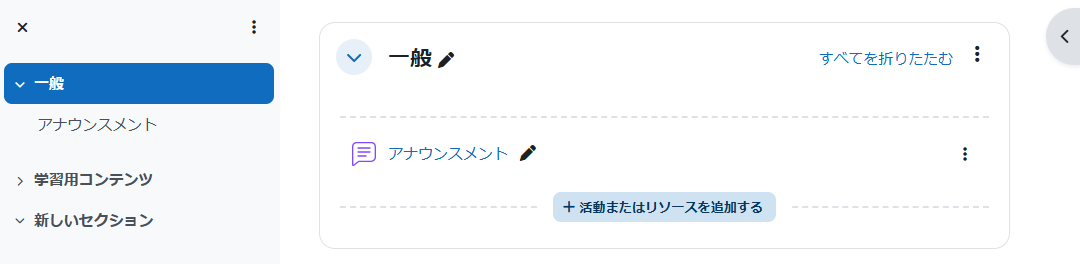 一般
アナウンスメント
学習用コンテンツ
新しいセクション
一般
すべてを折りたたむ
アナウンスメント
+ 活動またはリソースを追加する